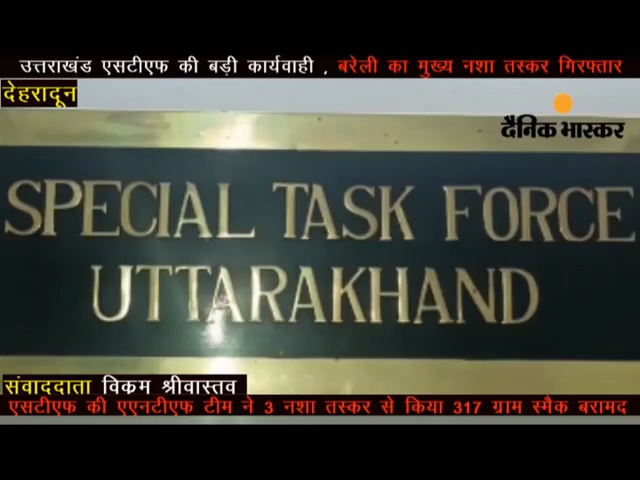 उत्तराखंड एसटीएफ की बड़ी कार्यवाही , बरेली का मुख्य नशा तस्कर गिरफ्तार
देहरादून
दैनिक भास्कर
SPECIAL TASK FORCE
UTTARAKHAND
संवाददाता विकम श्रीवास्तव
एसटीएफ की एएनटीएफ टीम ने 3 नशा तस्कर से किया 317 ग्राम स्मैक बरामद